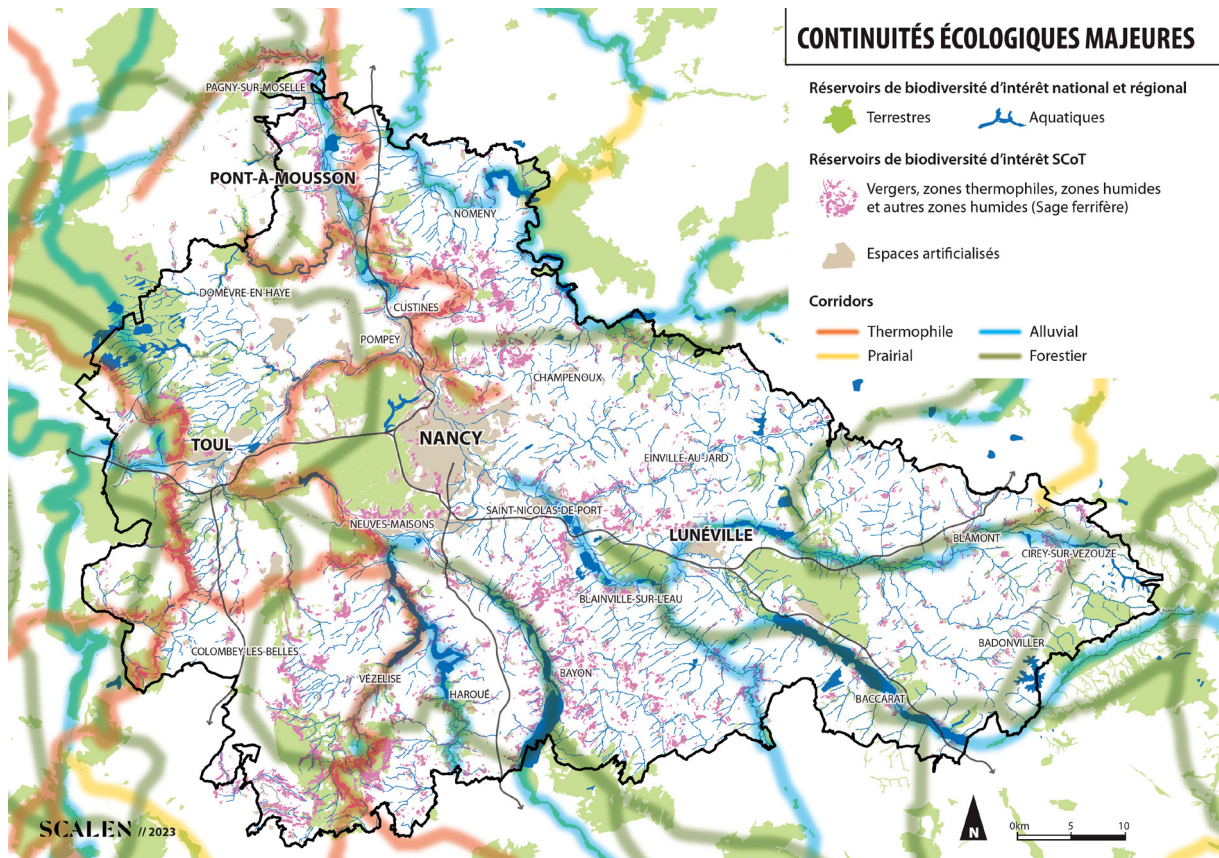 CONTINUITÉS ÉCOLOGIQUES MAJEURES
Réservoirs de biodiversité d'intérêt national et régional
Terrestres
Aquatiques
Réservoirs de biodiversité d'intérêt SCoT
Vergers, zones thermophiles, zones humides
et autres zones humides (Sage ferrifère)
Espaces artificialisés
Corridors
Thermophile
Alluvial
Prairial
Forestier
PAGNY-SUR-MOSELLE
PONT-À-MOUSSON
NOMENY
DOMÈVRE-EN-HAYE
CUSTINES
POMPEY
CHAMPENOUX
TOUL
NANCY
EINVILLE-AU-JARD
SAINT-NICOLAS-DE-PORT
NEUVES-MAISONS
LUNÉVILLE
BLÂMONT
CIREY-SUR-VEZOUZE
BLAINVILLE-SUR-L'EAU
COLOMBEY-LES-BELLES
BADONVILLER
VÉZELISE
BAYON
HAROUÉ
BACCARAT
SCALEN // 2023
N
0km 5 10